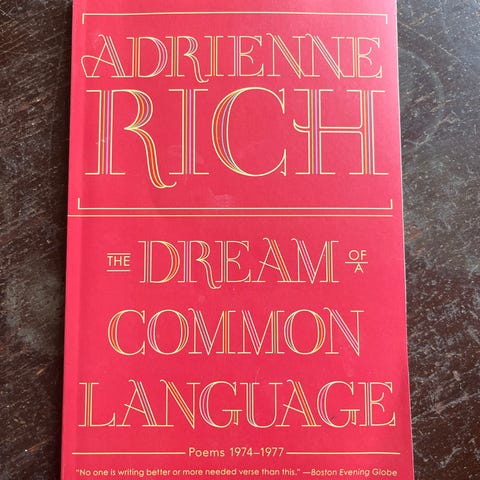 ADRIENNE
RICH
THE DREAM OF A
COMMON
LANGUAGE
Poems 1974–1977
"No one is writing better or more needed verse than this." —Boston Evening Globe